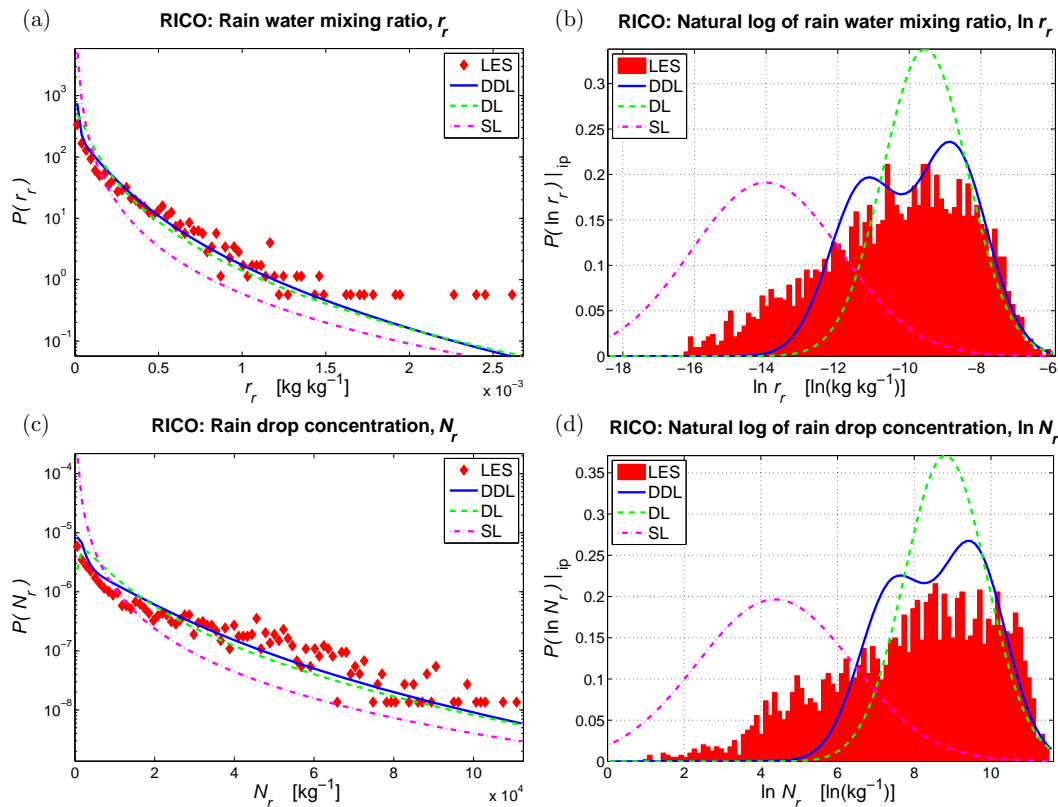 (a)
RICO: Rain water mixing ratio, r_r
P( r_r )
10^3
10^2
10^1
10^0
10^−1
0
0.5
1
1.5
2
2.5
x 10^−3
r_r [kg kg^−1]
LES
DDL
DL
SL
(b)
RICO: Natural log of rain water mixing ratio, ln r_r
P( ln r_r )|_ip
0.3
0.25
0.2
0.15
0.1
0.05
0
−18
−16
−14
−12
−10
−8
−6
ln r_r [ln(kg kg^−1)]
LES
DDL
DL
SL
(c)
RICO: Rain drop concentration, N_r
P( N_r )
10^−4
10^−5
10^−6
10^−7
10^−8
0
2
4
6
8
10
x 10^4
N_r [kg^−1]
LES
DDL
DL
SL
(d)
RICO: Natural log of rain drop concentration, ln N_r
P( ln N_r )|_ip
0.35
0.3
0.25
0.2
0.15
0.1
0.05
0
0
2
4
6
8
10
ln N_r [ln(kg^−1)]
LES
DDL
DL
SL